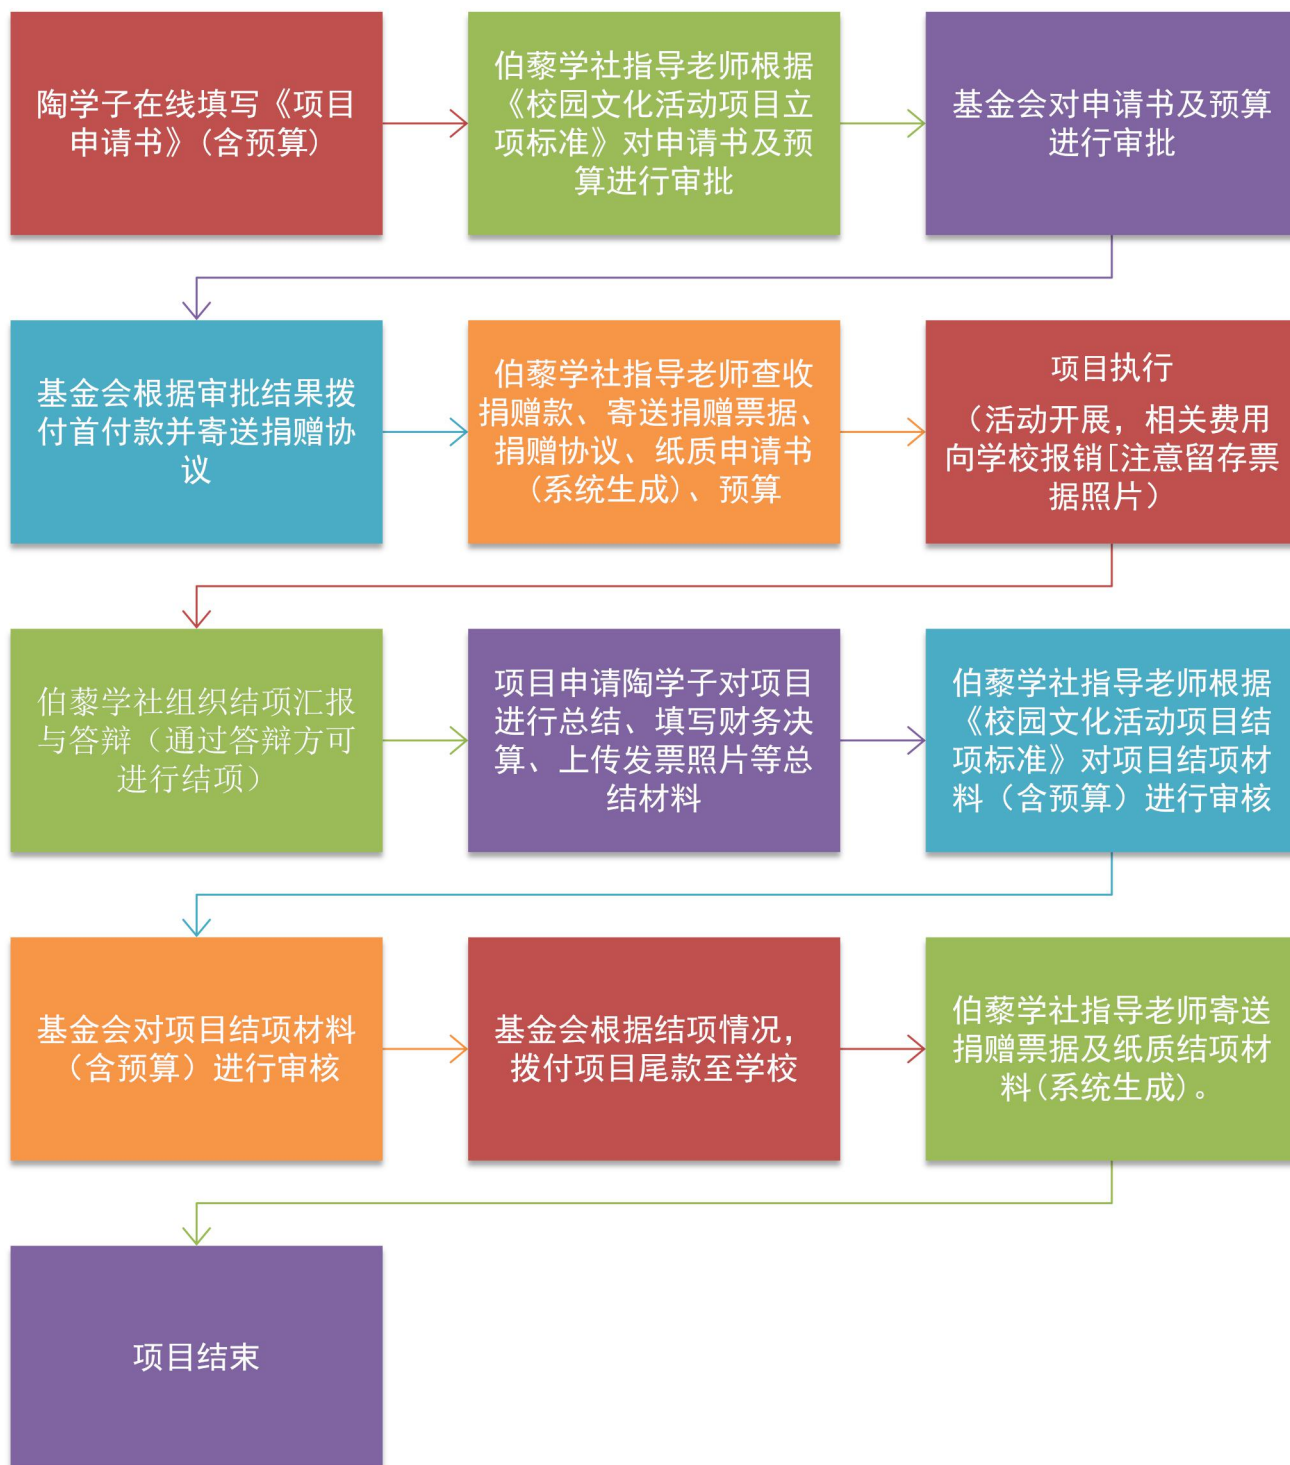 陶学子在线填写《项目
申请书》(含预算)
伯藜学社指导老师根据
《校园文化活动项目立
项标准》对申请书及预
算进行审批
基金会对申请书及预算
进行审批
基金会根据审批结果拨
付首付款并寄送捐赠协
议
伯藜学社指导老师查收
捐赠款、寄送捐赠票据、
捐赠协议、纸质申请书
(系统生成)、预算
项目执行
（活动开展，相关费用
向学校报销[注意留存票
据照片）
伯藜学社组织结项汇报
与答辩（通过答辩方可
进行结项）
项目申请陶学子对项目
进行总结、填写财务决
算、上传发票照片等总
结材料
伯藜学社指导老师根据
《校园文化活动项目结
项标准》对项目结项材
料（含预算）进行审核
基金会对项目结项材料
（含预算）进行审核
基金会根据结项情况，
拨付项目尾款至学校
伯藜学社指导老师寄送
捐赠票据及纸质结项材
料(系统生成)。
项目结束